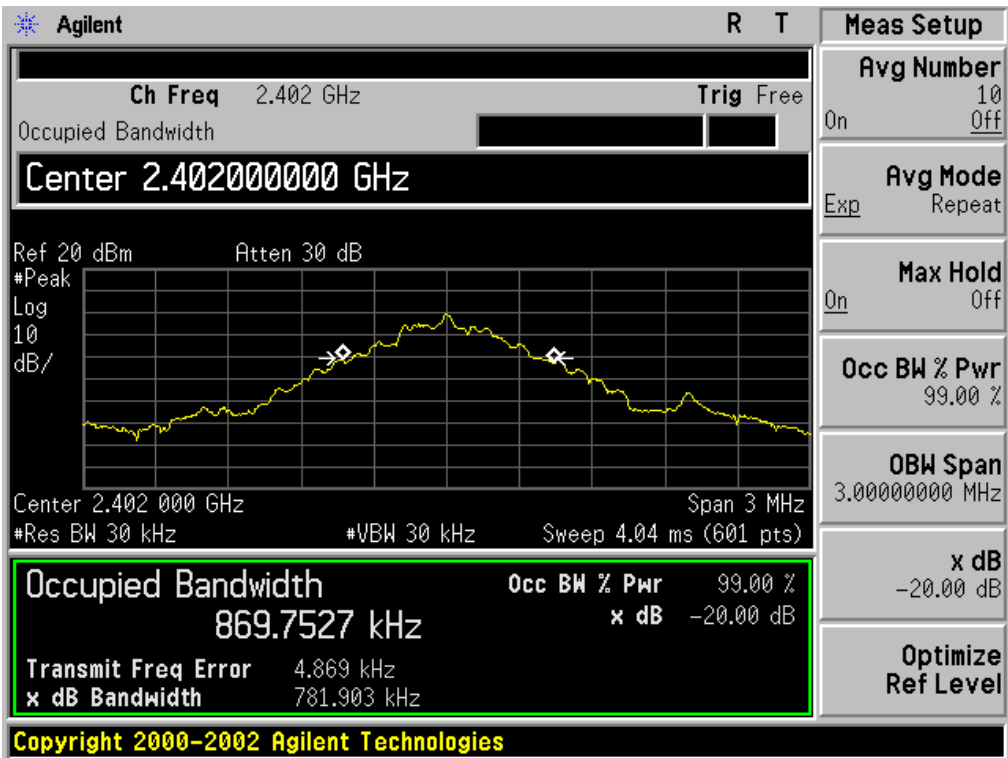 Agilent R T
Ch Freq 2.402 GHz Trig Free
Occupied Bandwidth
Center 2.402000000 GHz
Ref 20 dBm Atten 30 dB
#Peak
Log
10
dB/
Center 2.402 000 GHz Span 3 MHz
#Res BW 30 kHz #VBW 30 kHz Sweep 4.04 ms (601 pts)
Occupied Bandwidth
869.7527 kHz
Occ BW % Pwr 99.00 %
x dB -20.00 dB
Transmit Freq Error 4.869 kHz
x dB Bandwidth 781.903 kHz
Copyright 2000-2002 Agilent Technologies
Meas Setup
Avg Number
10
On Off
Avg Mode
Exp Repeat
Max Hold
On Off
Occ BW % Pwr
99.00 %
OBW Span
3.00000000 MHz
x dB
-20.00 dB
Optimize
Ref Level